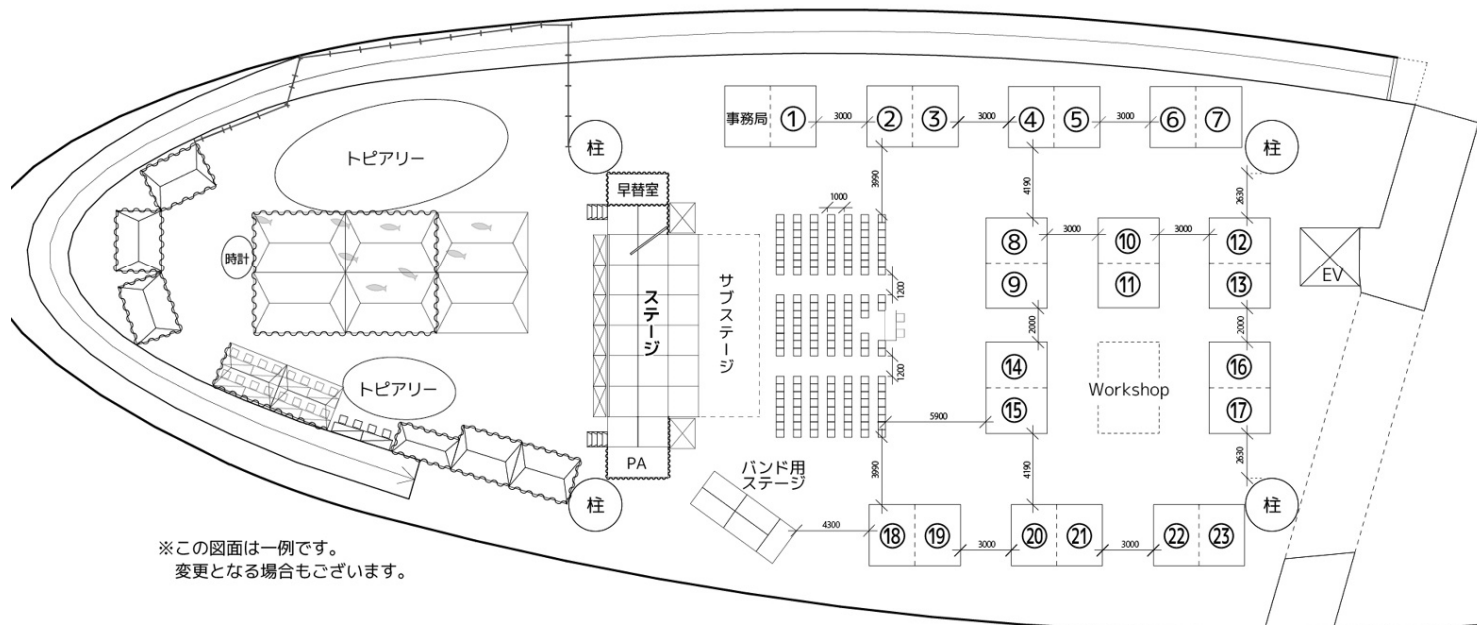 事務局
①
3000
②
③
3000
④
⑤
3000
⑥
⑦
トピアリー
柱
柱
早替室
3990
1000
4190
2630
時計
ステージ
サブステージ
⑧
3000
⑩
3000
⑫
⑨
⑪
⑬
EV
1200
2000
2000
トピアリー
1200
⑭
Workshop
⑯
⑮
⑰
5900
PA
バンド用
ステージ
3990
4190
2630
柱
柱
4300
⑱
⑲
3000
⑳
㉑
3000
㉒
㉓
※この図面は一例です。
変更となる場合もございます。